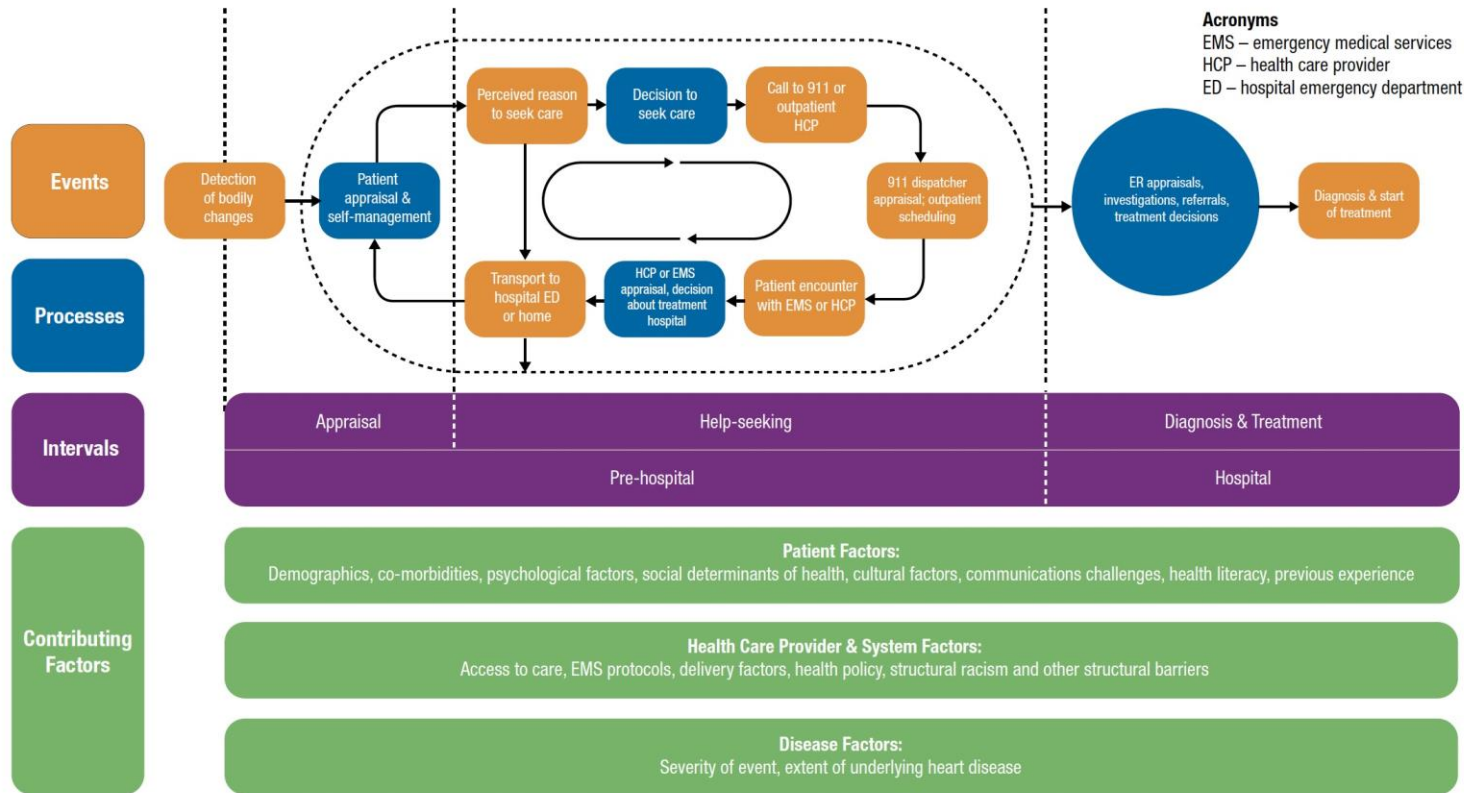 Acronyms
EMS – emergency medical services
HCP – health care provider
ED – hospital emergency department
Events
Processes
Intervals
Contributing
Factors
Detection
of bodily
changes
Patient
appraisal &
self-management
Perceived reason
to seek care
Decision to
seek care
Call to 911 or
outpatient
HCP
911 dispatcher
appraisal; outpatient
scheduling
Patient encounter
with EMS or HCP
HCP or EMS
appraisal, decision
about treatment
hospital
Transport to
hospital ED
or home
ER appraisals,
investigations, referrals,
treatment decisions
Diagnosis & start
of treatment
Appraisal
Help-seeking
Diagnosis & Treatment
Pre-hospital
Hospital
Patient Factors:
Demographics, co-morbidities, psychological factors, social determinants of health, cultural factors, communications challenges, health literacy, previous experience
Health Care Provider & System Factors:
Access to care, EMS protocols, delivery factors, health policy, structural racism and other structural barriers
Disease Factors:
Severity of event, extent of underlying heart disease